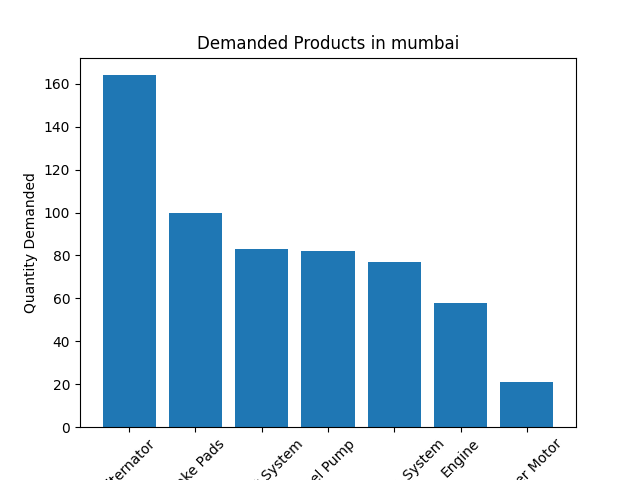 Demanded Products in mumbai
Quantity Demanded
160
140
120
100
80
60
40
20
0
ternator
ke Pads
System
el Pump
System
Engine
er Motor